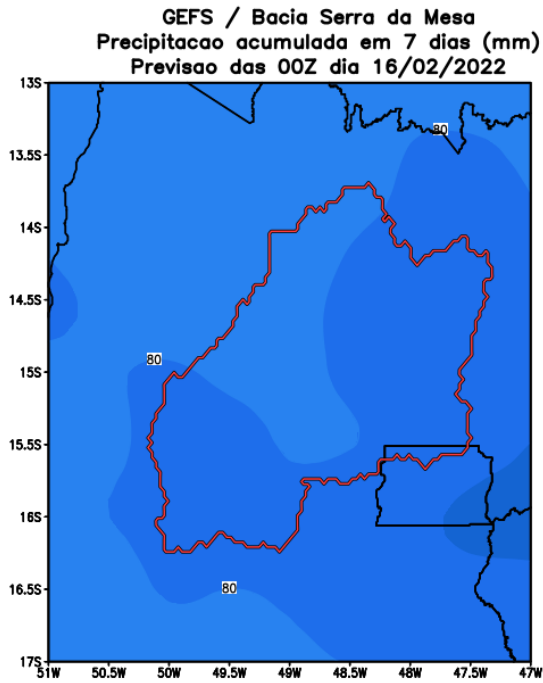 GEFS / Bacia Serra da Mesa
Precipitacao acumulada em 7 dias (mm)
Previsao das 00Z dia 16/02/2022
13S
80
13.5S
14S
14.5S
80
15S
15.5S
16S
80
16.5S
17S
51W 50.5W 50W 49.5W 49W 48.5W 48W 47.5W 47W